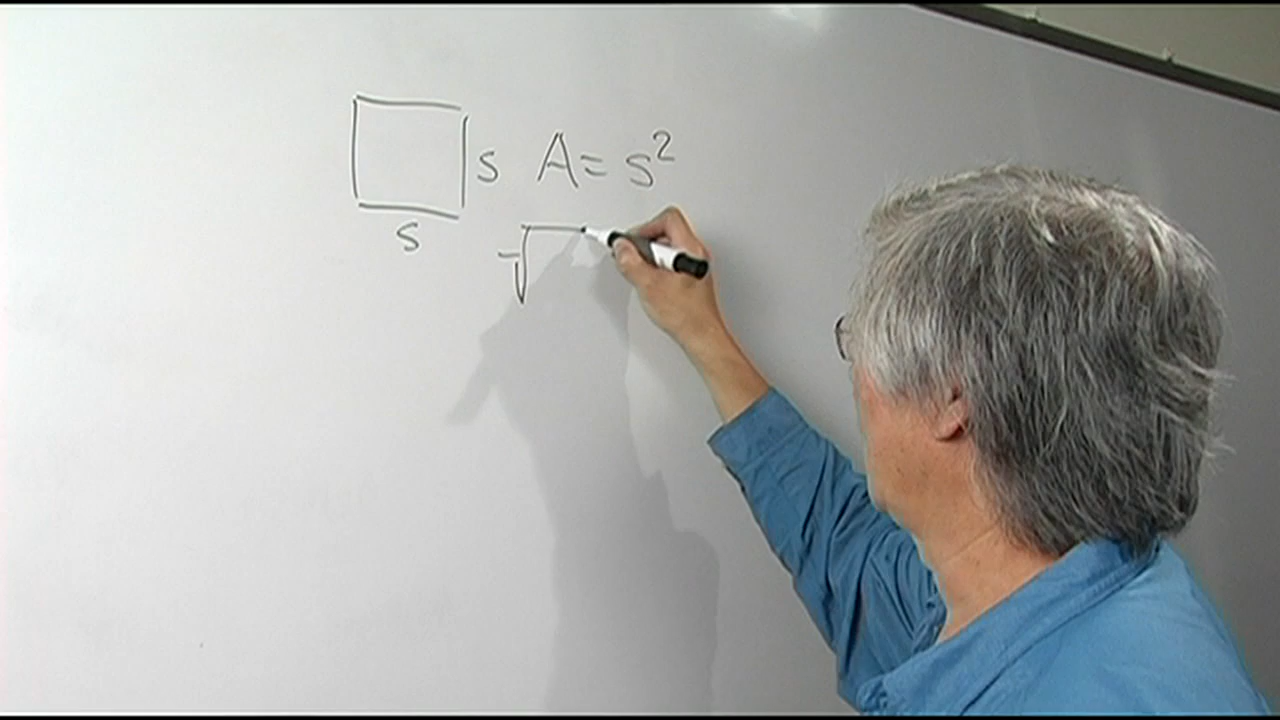 s A = s²
s
√